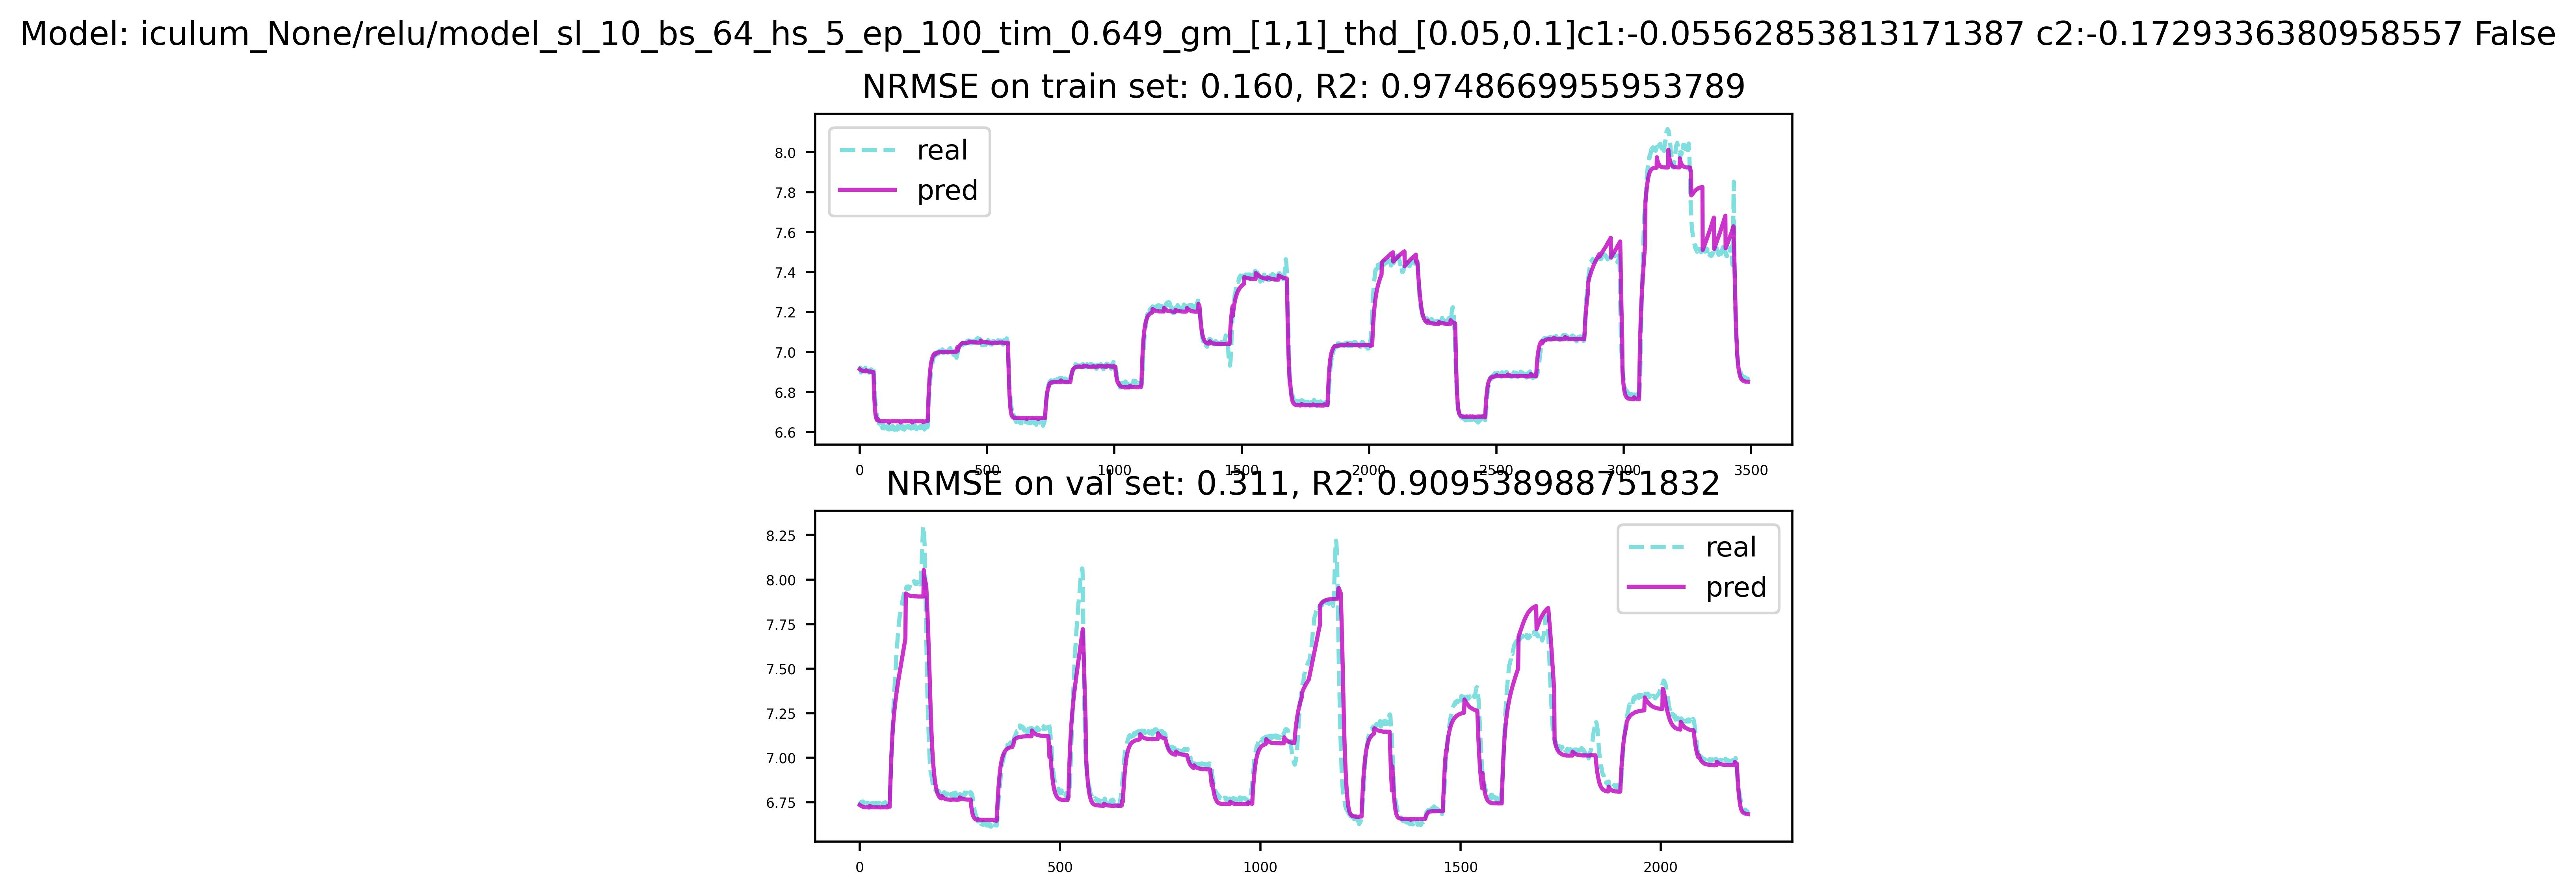 Model: iculum_None/relu/model_sl_10_bs_64_hs_5_ep_100_tim_0.649_gm_[1,1]_thd_[0.05,0.1]c1:-0.05562853813171387 c2:-0.1729336380958557 False
NRMSE on train set: 0.160, R2: 0.9748669955953789
real
pred
8.0
7.8
7.6
7.4
7.2
7.0
6.8
6.6
0 500 1000 1500 2000 2500 3000 3500
NRMSE on val set: 0.311, R2: 0.909538988751832
real
pred
8.25
8.00
7.75
7.50
7.25
7.00
6.75
0 500 1000 1500 2000